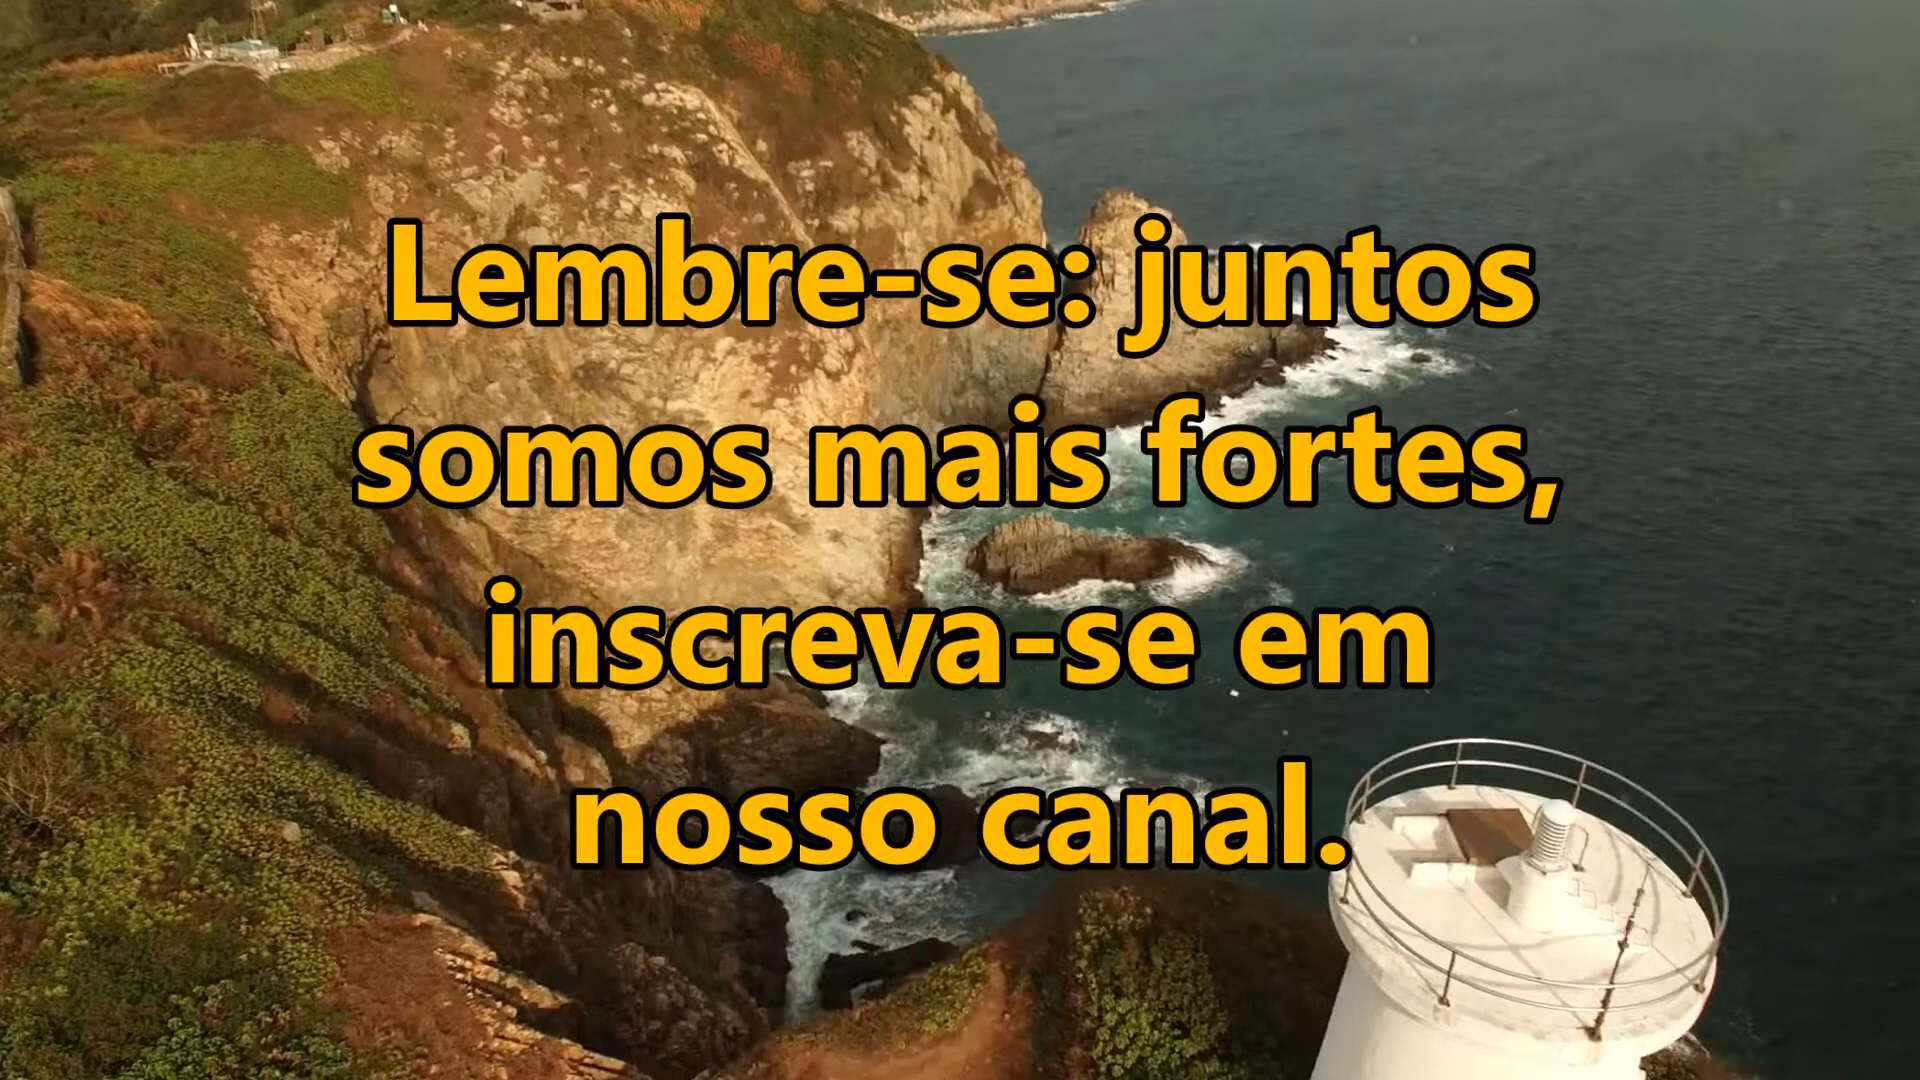 Lembre-se: juntos
somos mais fortes,
inscreva-se em
nosso canal.